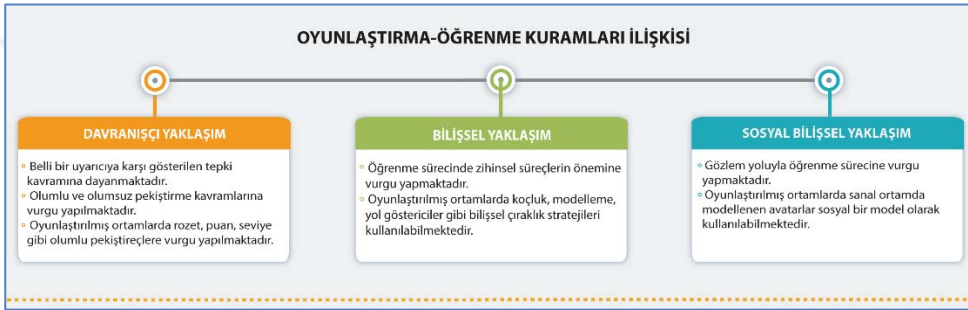 OYUNLAŞTIRMA-ÖĞRENME KURAMLARI İLİŞKİSİ
DAVRANIŞÇI YAKLAŞIM
Belli bir uyarıcıya karşı gösterilen tepki
kavramına dayanmaktadır.
Olumlu ve olumsuz pekiştirme kavramlarına
vurgu yapılmaktadır.
Oyunlaştırılmış ortamlarda rozet, puan, seviye
gibi olumlu pekiştireçlere vurgu yapılmaktadır.
BİLİŞSEL YAKLAŞIM
Öğrenme sürecinde zihinsel süreçlerin önemine
vurgu yapmaktadır.
Oyunlaştırılmış ortamlarda koçluk, modelleme,
yol göstericiler gibi bilişsel çıraklık stratejileri
kullanılabilmektedir.
SOSYAL BİLİŞSEL YAKLAŞIM
Gözlem yoluyla öğrenme sürecine vurgu
yapmaktadır.
Oyunlaştırılmış ortamlarda sanal ortamda
modellenen avatarlar sosyal bir model olarak
kullanılabilmektedir.